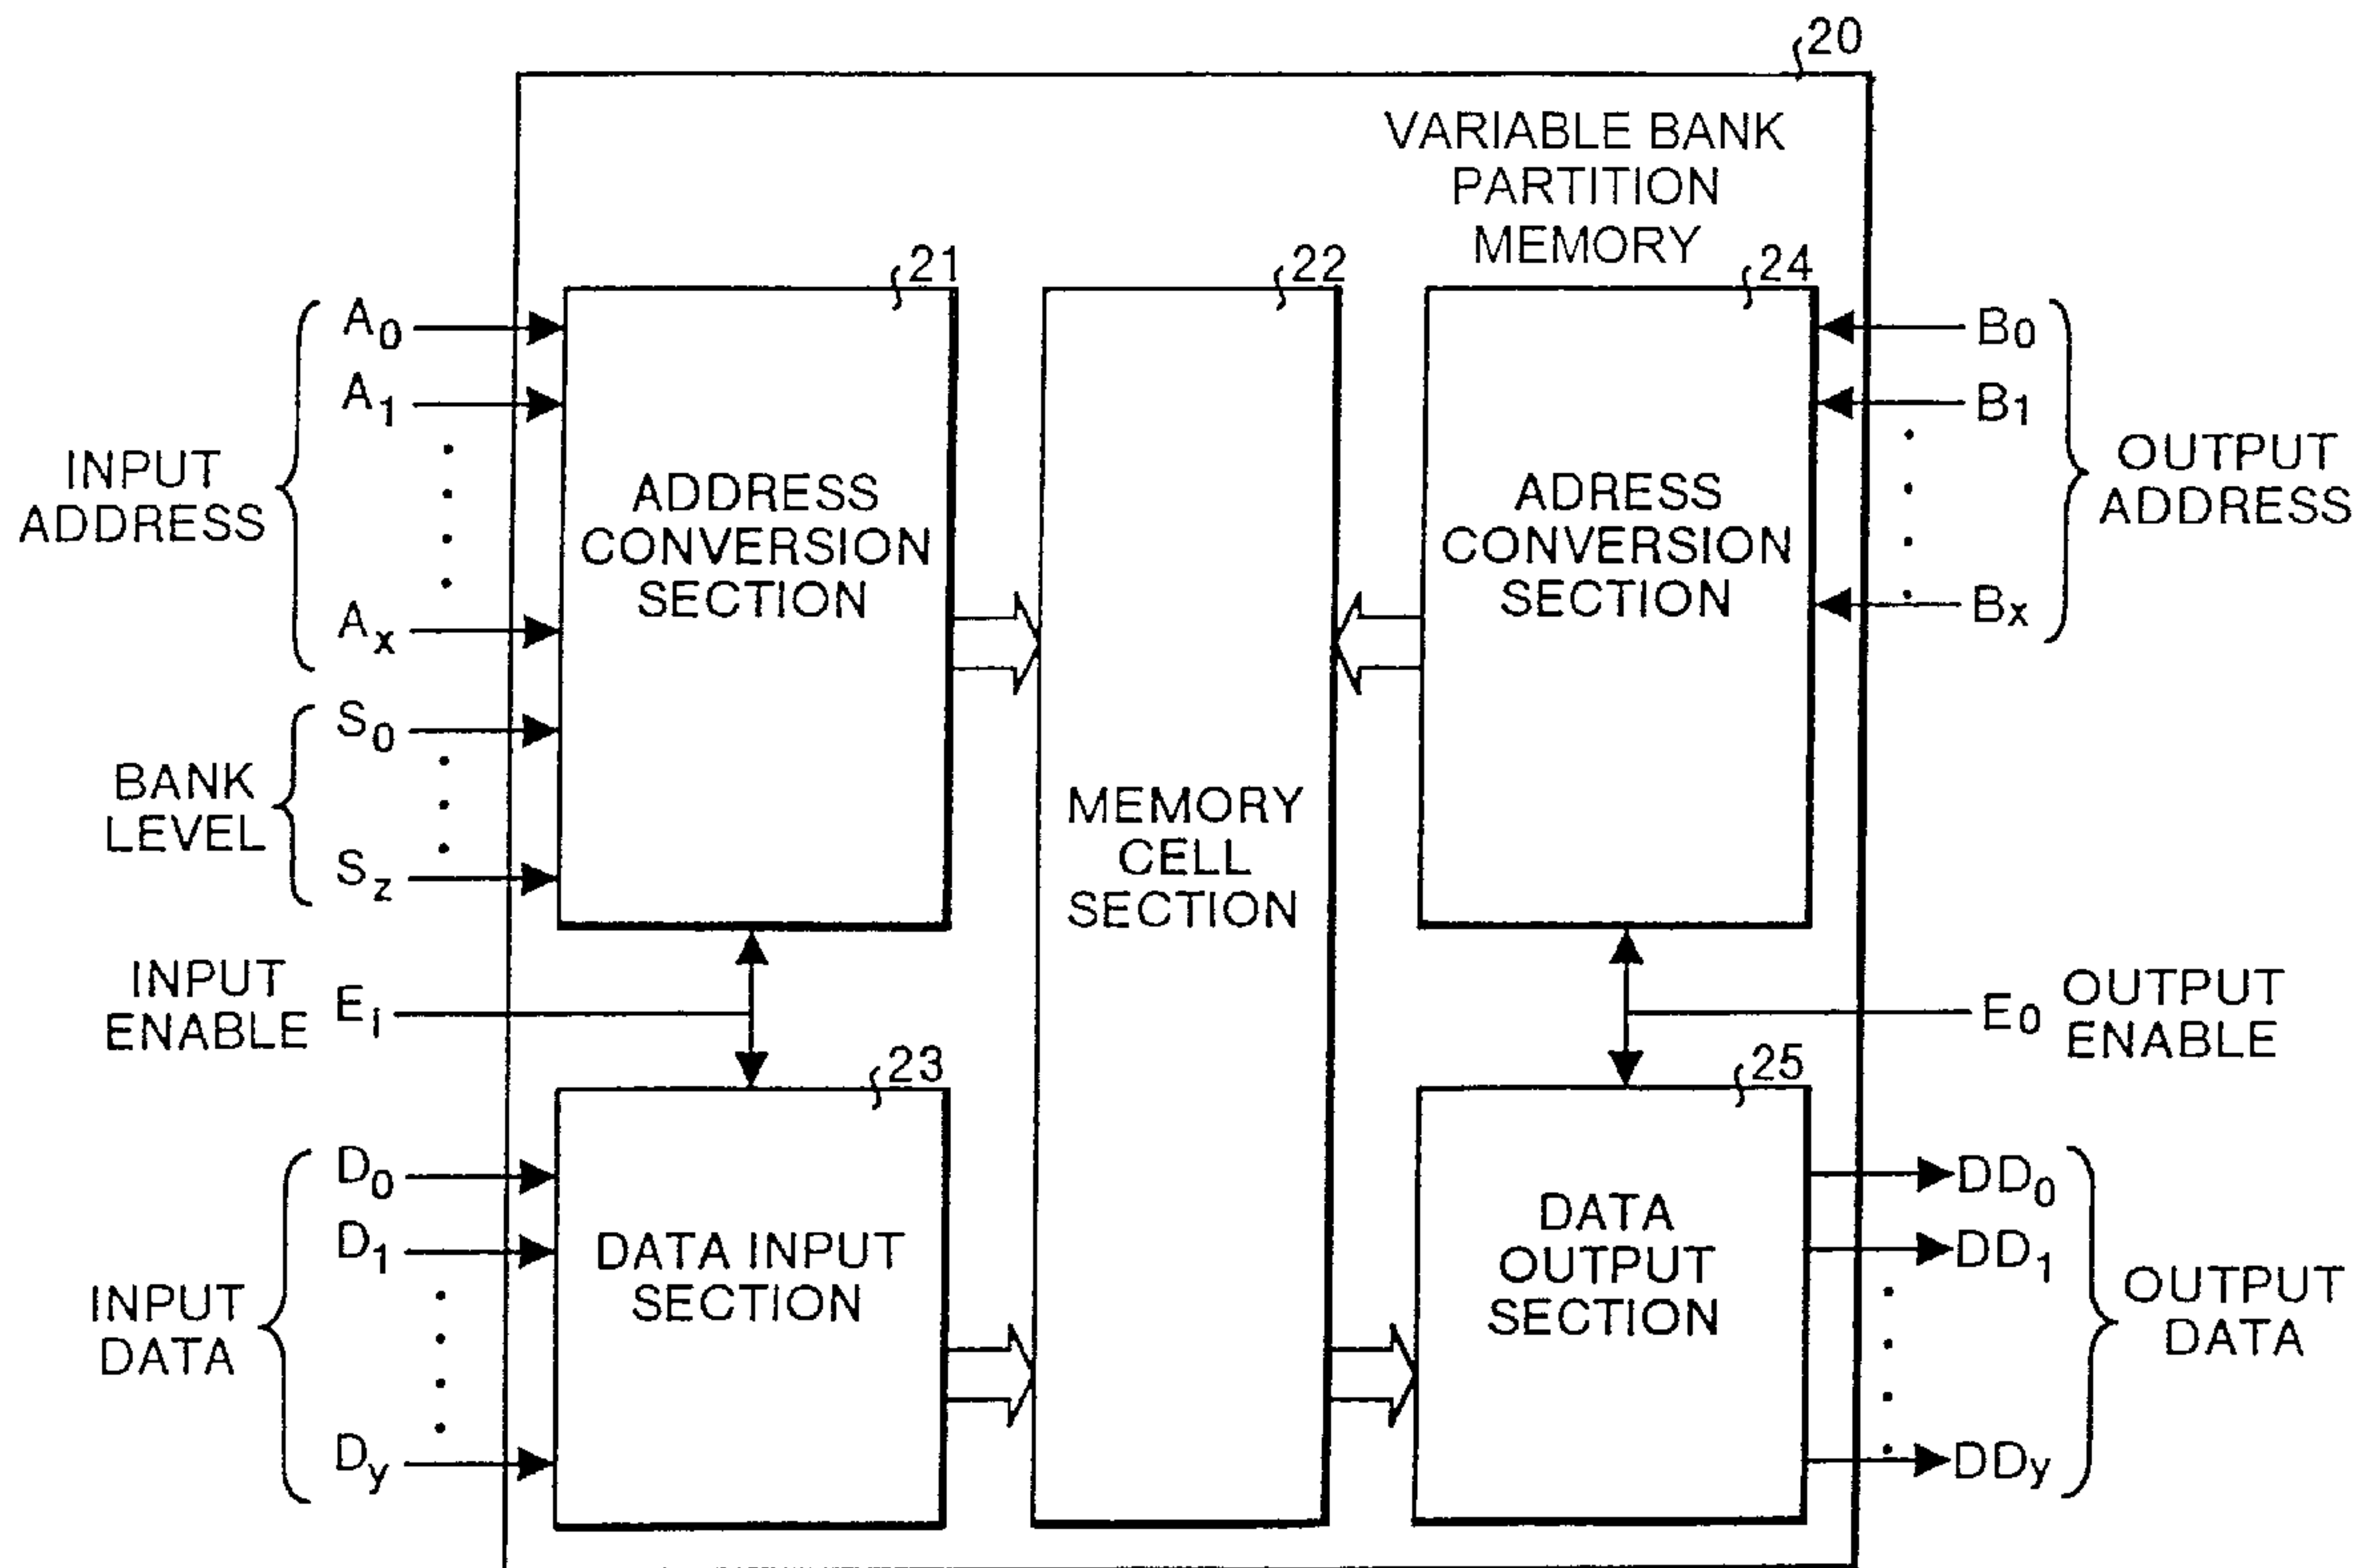 20
VARIABLE BANK
PARTITION
MEMORY
21
22
24
A0
A1
Ax
INPUT
ADDRESS
S0
Sz
BANK
LEVEL
ADDRESS
CONVERSION
SECTION
MEMORY
CELL
SECTION
ADRESS
CONVERSION
SECTION
B0
B1
Bx
OUTPUT
ADDRESS
INPUT
ENABLE
Ei
E0
OUTPUT
ENABLE
23
25
D0
D1
Dy
INPUT
DATA
DATA INPUT
SECTION
DATA
OUTPUT
SECTION
DD0
DD1
DDy
OUTPUT
DATA